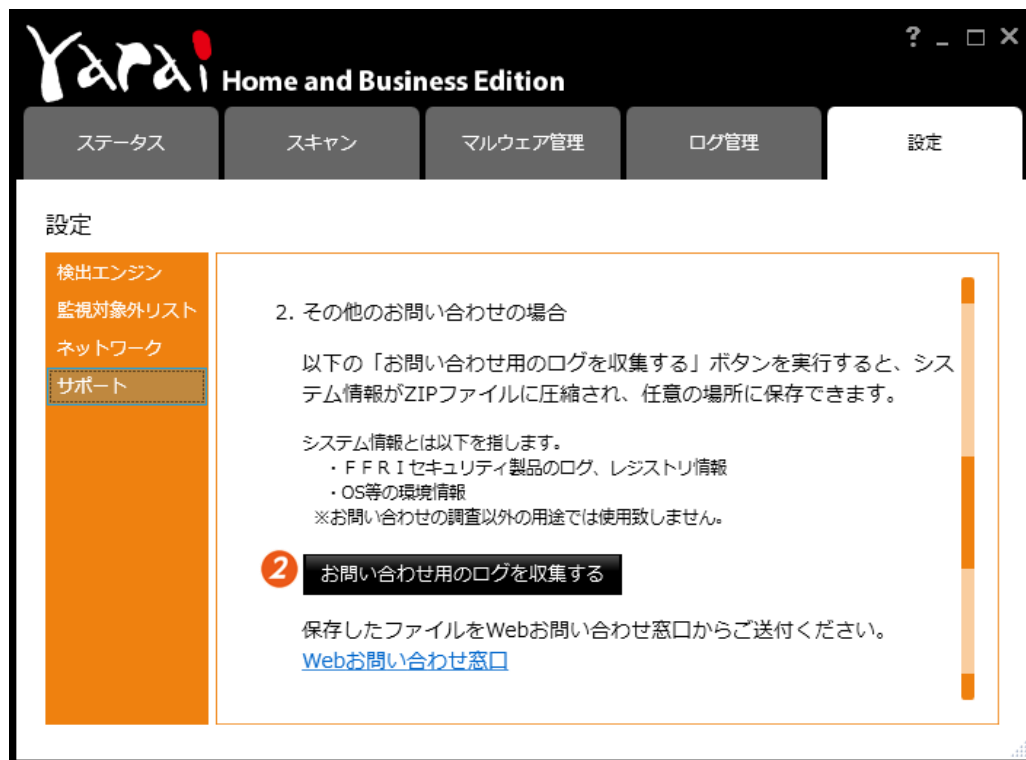 Yarai Home and Business Edition
? _ □ ×
ステータス スキャン マルウェア管理 ログ管理 設定
設定
検出エンジン
監視対象外リスト
ネットワーク
サポート
2. その他のお問い合わせの場合
以下の「お問い合わせ用のログを収集する」ボタンを実行すると、シス
テム情報がZIPファイルに圧縮され、任意の場所に保存できます。
システム情報とは以下を指します。
・ＦＦＲＩセキュリティ製品のログ、レジストリ情報
・OS等の環境情報
※お問い合わせの調査以外の用途では使用致しません。
2 お問い合わせ用のログを収集する
保存したファイルをWebお問い合わせ窓口からご送付ください。
Webお問い合わせ窓口